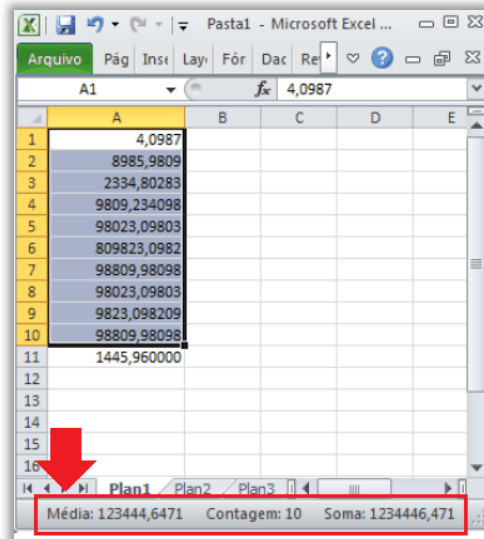 Pasta1 - Microsoft Excel ...
Arquivo Pág Inse Layo Fór Dac Re
A1 fx 4,0987
A B C D E
1 4,0987
2 8985,9809
3 2334,80283
4 9809,234098
5 98023,09803
6 809823,0982
7 98809,98098
8 98023,09803
9 9823,098209
10 98809,98098
11 1445,960000
12
13
14
15
16
Plan1 Plan2 Plan3
Média: 123444,6471 Contagem: 10 Soma: 1234446,471